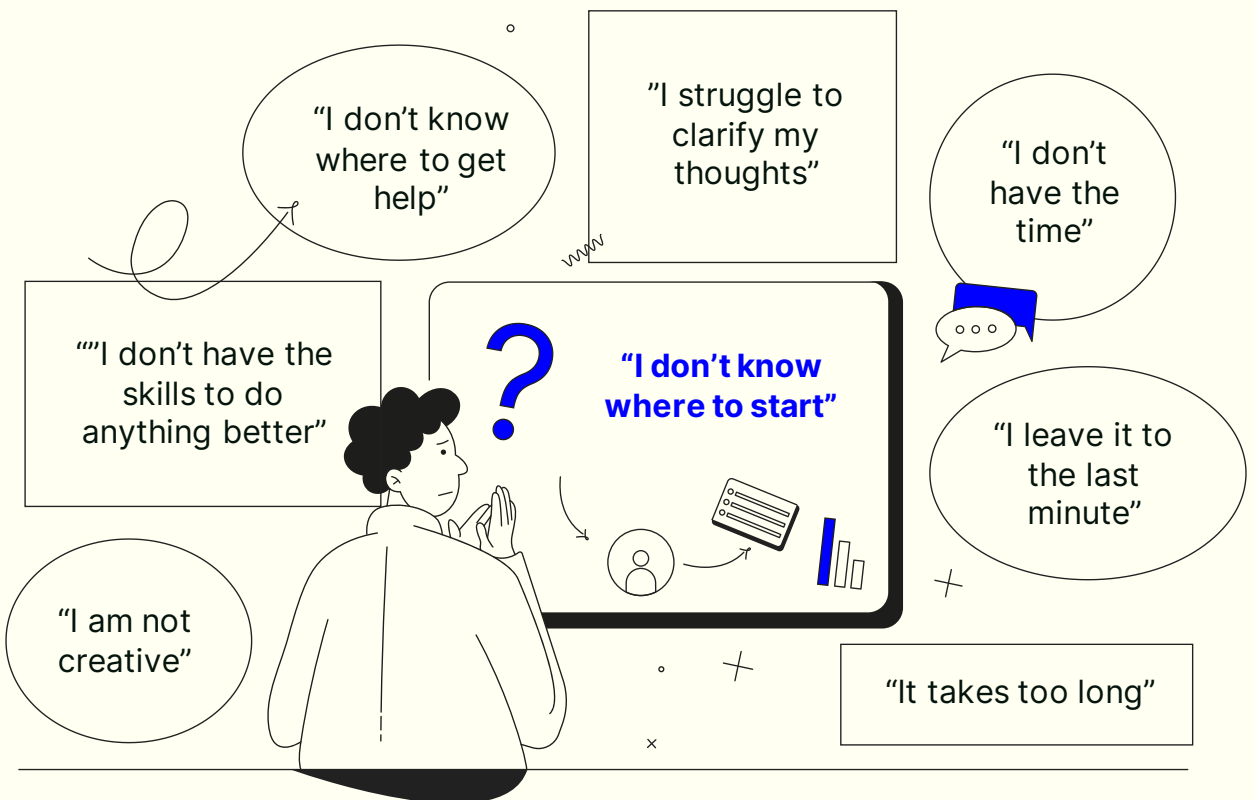 “I don’t know
where to get
help”
”I struggle to
clarify my
thoughts”
“I don’t
have the
time”
“”I don’t have the
skills to do
anything better”
“I don’t know
where to start”
“I leave it to
the last
minute”
“I am not
creative”
“It takes too long”